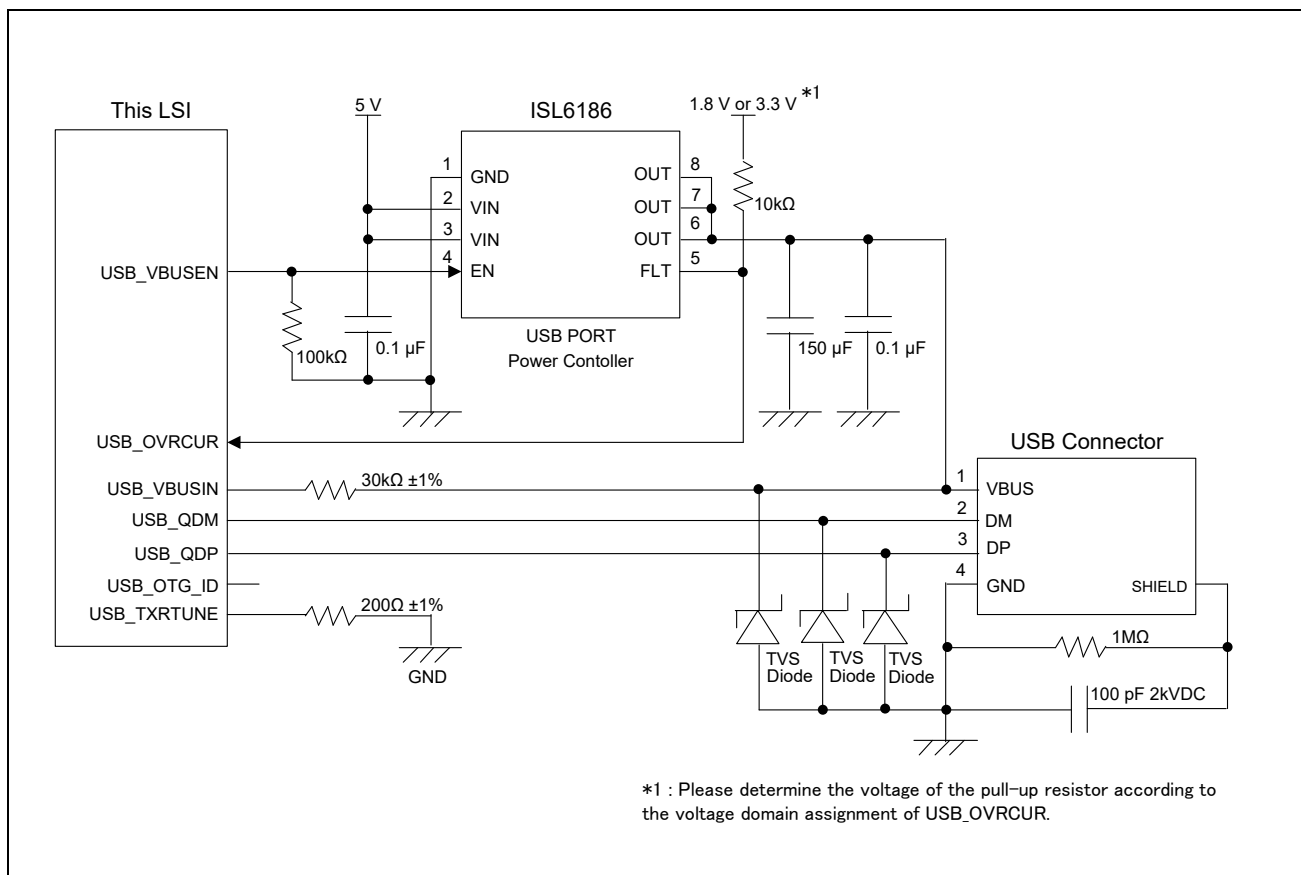 This LSI
5 V
ISL6186
1.8 V or 3.3 V *1
1
GND
OUT
8
2
VIN
OUT
7
3
VIN
OUT
6
10kΩ
USB_VBUSEN
4
EN
FLT
5
100kΩ
0.1 µF
USB PORT
Power Contoller
150 µF
0.1 µF
USB_OVRCUR
USB Connector
USB_VBUSIN
30kΩ ±1%
1
VBUS
USB_QDM
2
DM
USB_QDP
3
DP
USB_OTG_ID
4
GND
SHIELD
USB_TXRTUNE
200Ω ±1%
GND
TVS
Diode
TVS
Diode
TVS
Diode
1MΩ
100 pF 2kVDC
*1 : Please determine the voltage of the pull-up resistor according to
the voltage domain assignment of USB_OVRCUR.